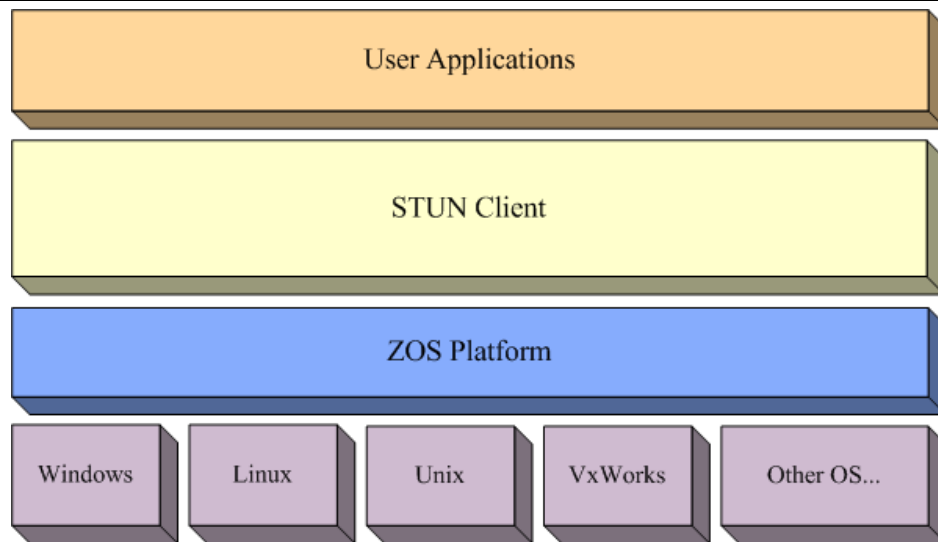 User Applications
STUN Client
ZOS Platform
Windows
Linux
Unix
VxWorks
Other OS...